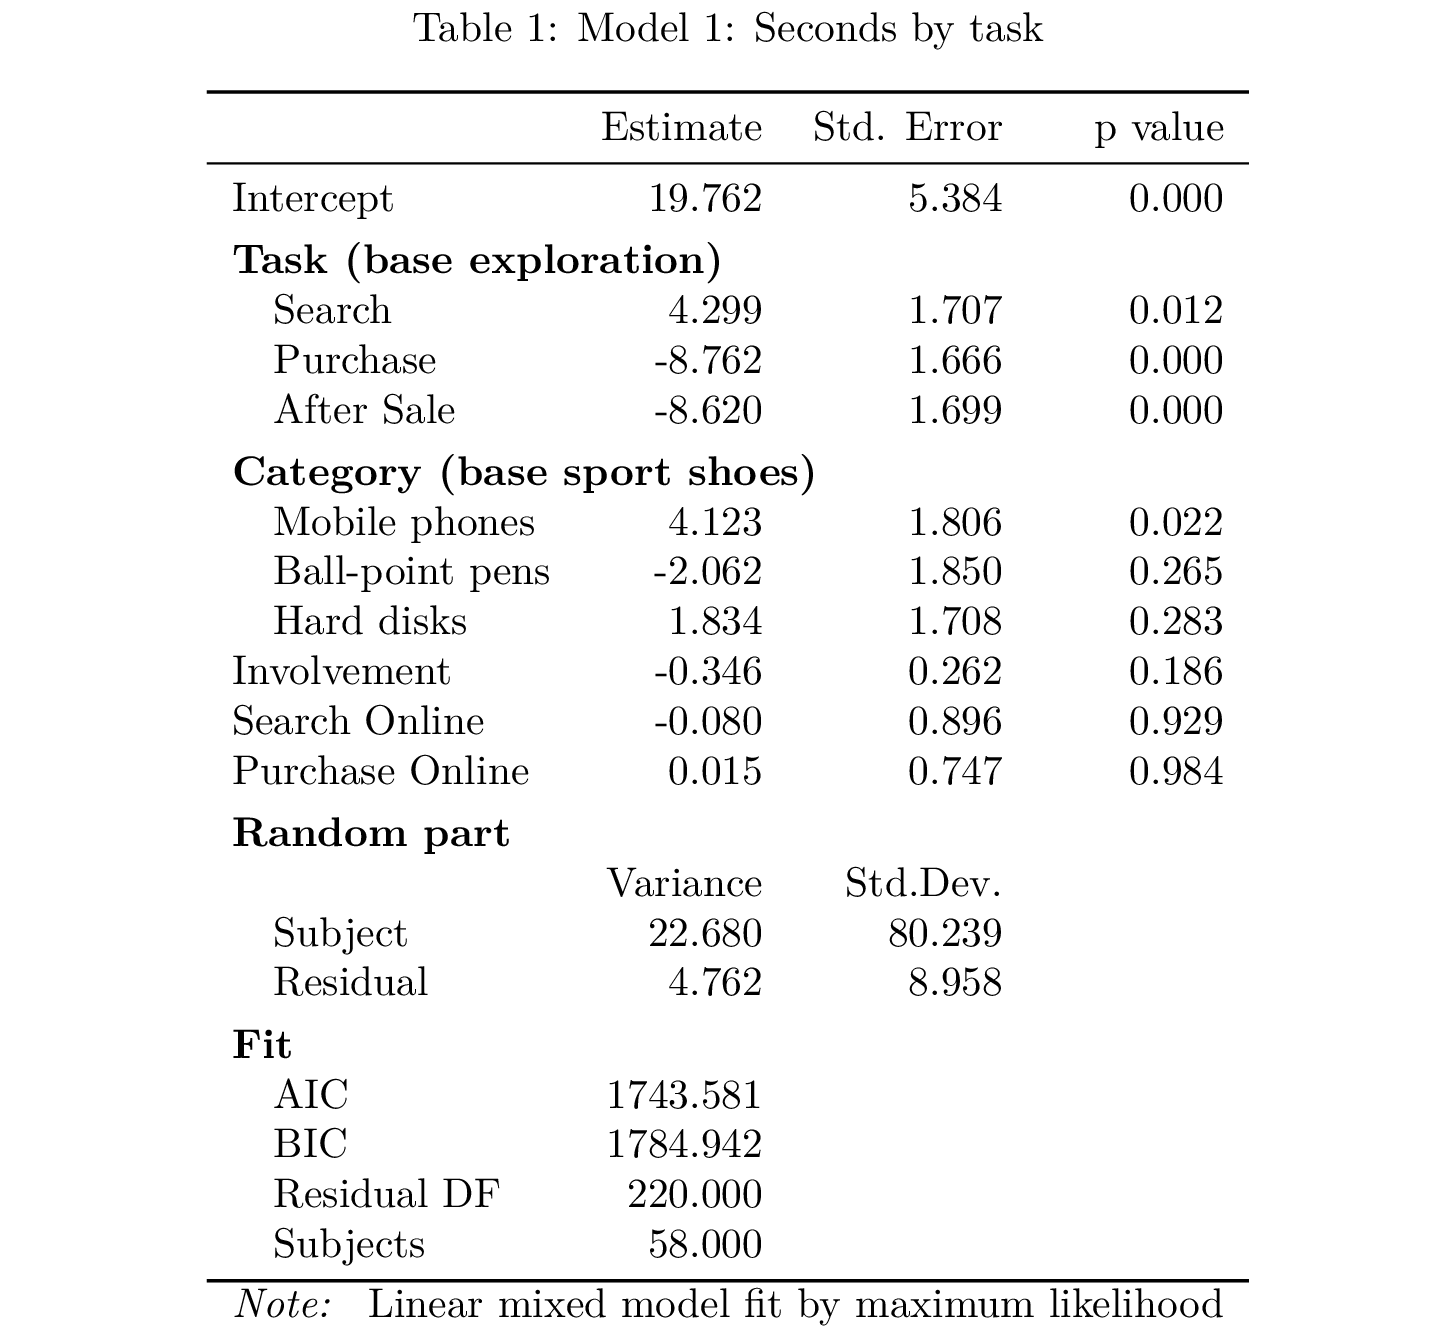 Table 1: Model 1: Seconds by task
Estimate Std. Error p value
Intercept 19.762 5.384 0.000
Task (base exploration)
Search 4.299 1.707 0.012
Purchase -8.762 1.666 0.000
After Sale -8.620 1.699 0.000
Category (base sport shoes)
Mobile phones 4.123 1.806 0.022
Ball-point pens -2.062 1.850 0.265
Hard disks 1.834 1.708 0.283
Involvement -0.346 0.262 0.186
Search Online -0.080 0.896 0.929
Purchase Online 0.015 0.747 0.984
Random part
Variance Std.Dev.
Subject 22.680 80.239
Residual 4.762 8.958
Fit
AIC 1743.581
BIC 1784.942
Residual DF 220.000
Subjects 58.000
Note: Linear mixed model fit by maximum likelihood